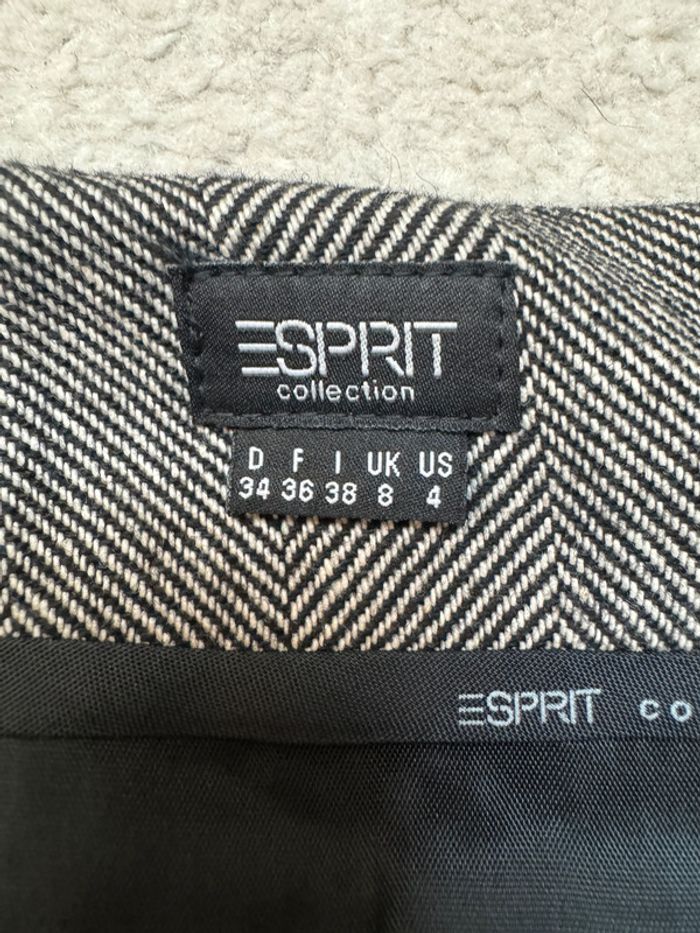 ESPRIT
collection
D F I UK US
34 36 38 8 4
ESPRIT co